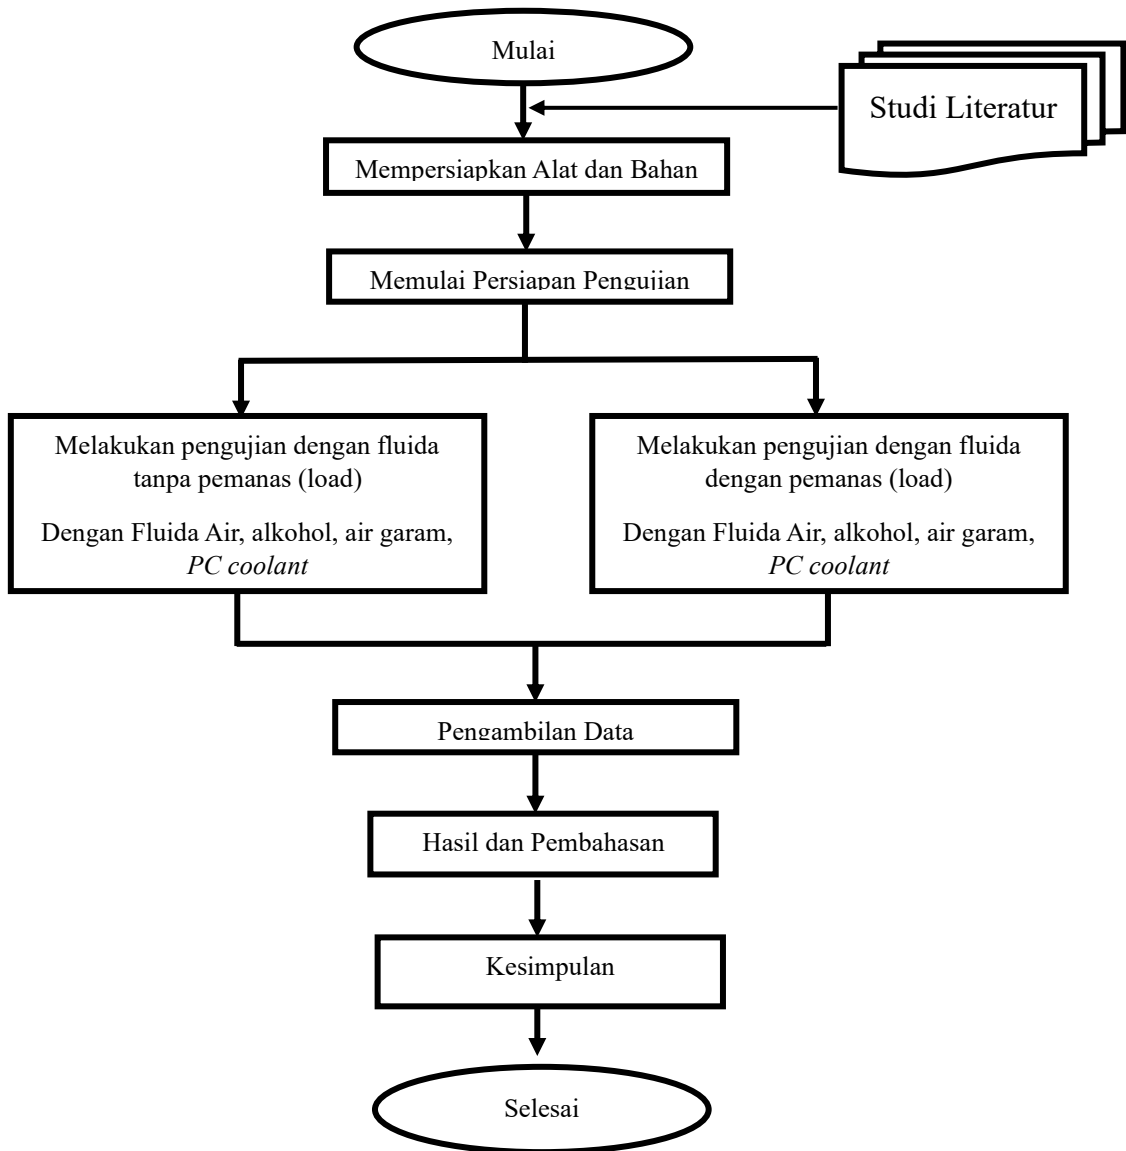 Mulai
Studi Literatur
Mempersiapkan Alat dan Bahan
Memulai Persiapan Pengujian
Melakukan pengujian dengan fluida
tanpa pemanas (load)
Dengan Fluida Air, alkohol, air garam,
PC coolant
Melakukan pengujian dengan fluida
dengan pemanas (load)
Dengan Fluida Air, alkohol, air garam,
PC coolant
Pengambilan Data
Hasil dan Pembahasan
Kesimpulan
Selesai